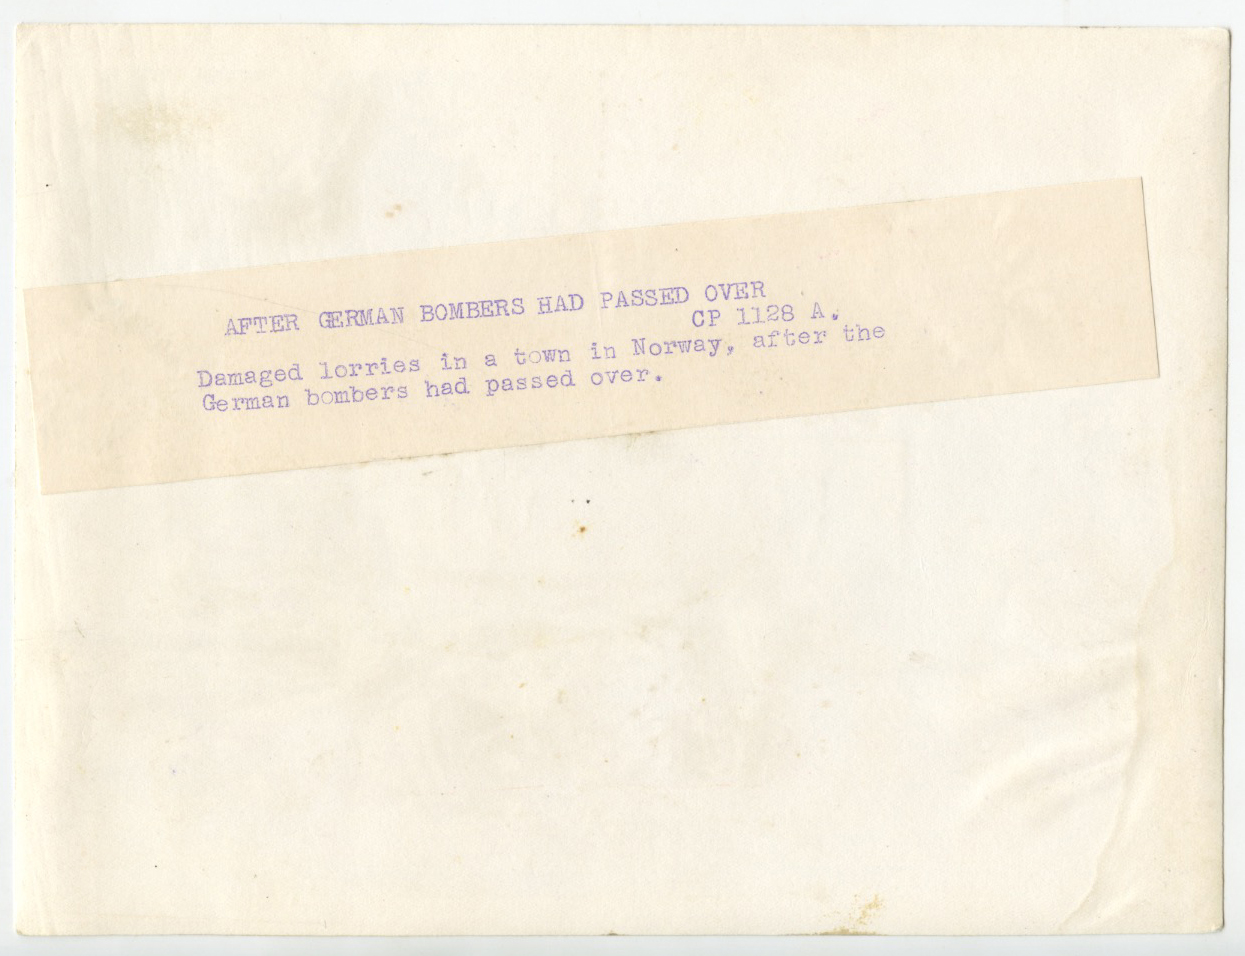 AFTER GERMAN BOMBERS HAD PASSED OVER
CP 1128 A.
Damaged lorries in a town in Norway, after the
German bombers had passed over.